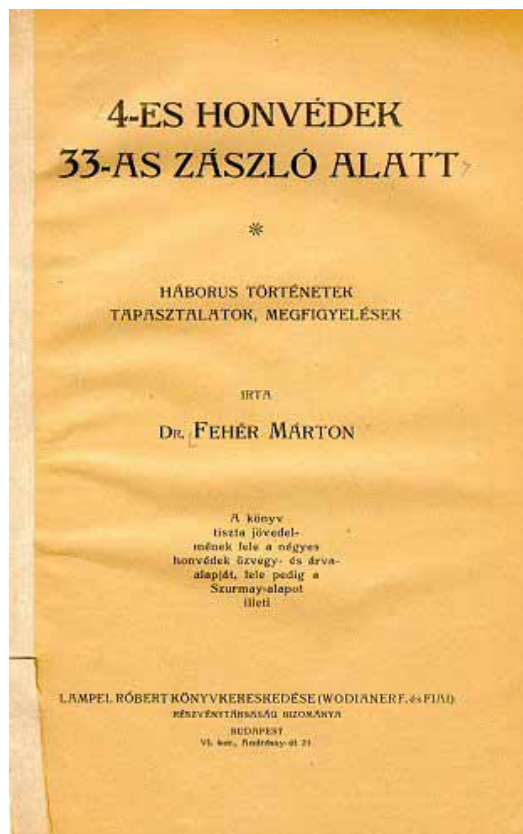 4-ES HONVÉDEK
33-AS ZÁSZLÓ ALATT
*
HÁBORUS TÖRTÉNETEK
TAPASZTALATOK, MEGFIGYELÉSEK
IRTA
DR. FEHÉR MÁRTON
A könyv
tiszta jövedel-
mének fele a négyes
honvédek özvegy- és árva-
alapját, fele pedig a
Szurmay-alapot
illeti
LAMPEL RÓBERT KÖNYVKERESKEDÉSE (WODIANER F. és FIAI)
RÉSZVÉNYTÁRSASÁG BIZOMÁNYA
BUDAPEST
VI. ker., Andrássy-út 21